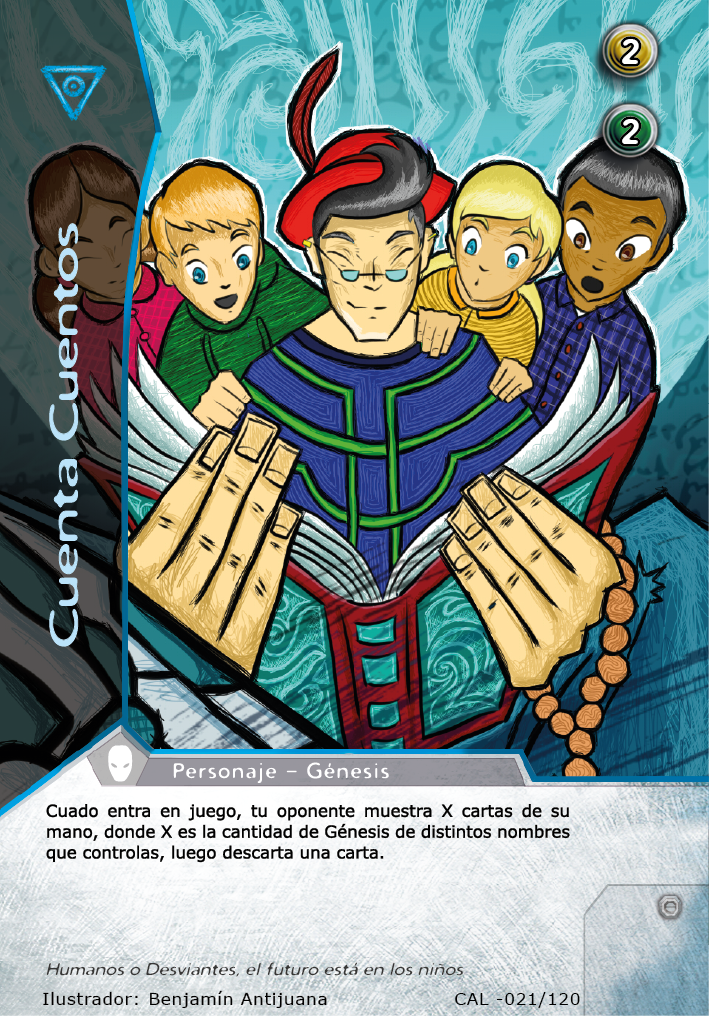 2
2
Cuenta Cuentos
Personaje – Génesis
Cuado entra en juego, tu oponente muestra X cartas de su
mano, donde X es la cantidad de Génesis de distintos nombres
que controlas, luego descarta una carta.
Humanos o Desviantes, el futuro está en los niños
Ilustrador: Benjamín Antijuana CAL -021/120